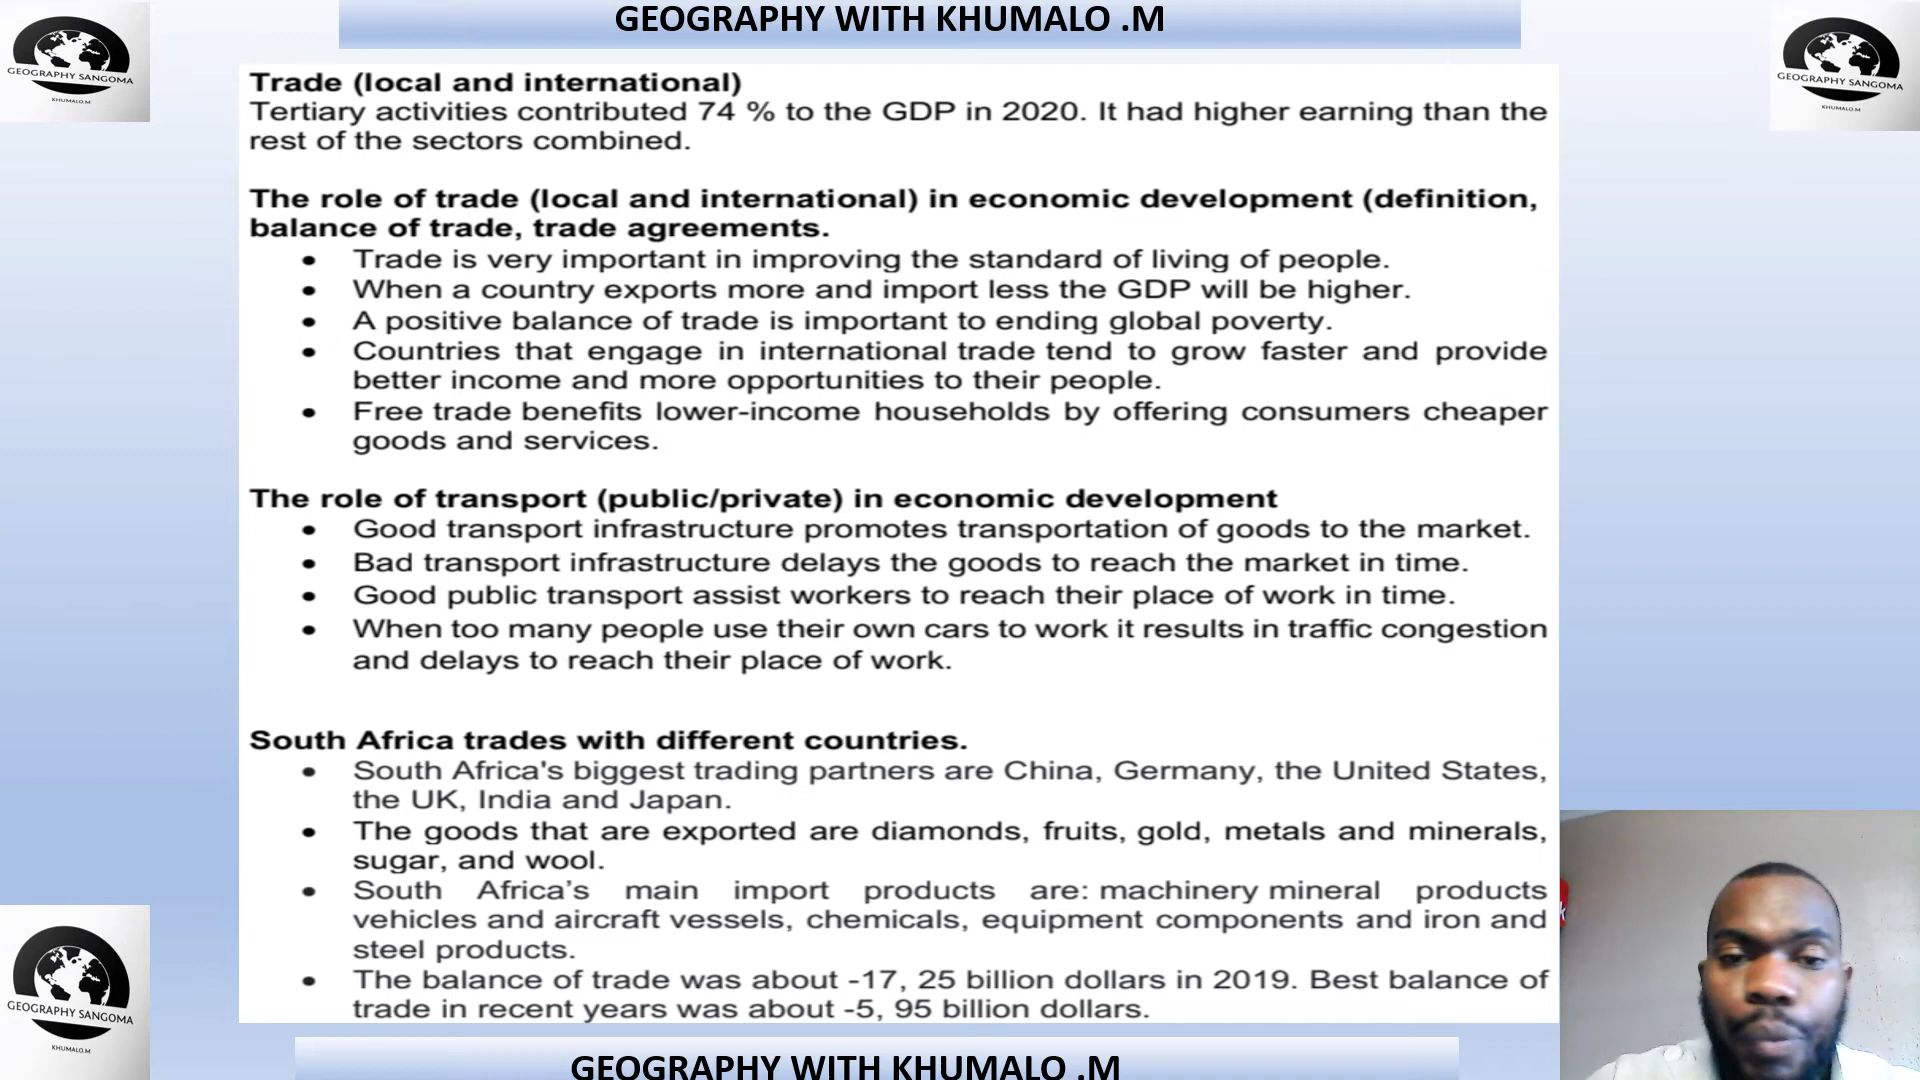 GEOGRAPHY WITH KHUMALO .M
GEOGRAPHY SANGOMA
KHUMALO.M
GEOGRAPHY SANGOMA
KHUMALO.M
Trade (local and international)
Tertiary activities contributed 74 % to the GDP in 2020. It had higher earning than the
rest of the sectors combined.
The role of trade (local and international) in economic development (definition,
balance of trade, trade agreements.
• Trade is very important in improving the standard of living of people.
• When a country exports more and import less the GDP will be higher.
• A positive balance of trade is important to ending global poverty.
• Countries that engage in international trade tend to grow faster and provide
better income and more opportunities to their people.
• Free trade benefits lower-income households by offering consumers cheaper
goods and services.
The role of transport (public/private) in economic development
• Good transport infrastructure promotes transportation of goods to the market.
• Bad transport infrastructure delays the goods to reach the market in time.
• Good public transport assist workers to reach their place of work in time.
• When too many people use their own cars to work it results in traffic congestion
and delays to reach their place of work.
South Africa trades with different countries.
• South Africa's biggest trading partners are China, Germany, the United States,
the UK, India and Japan.
• The goods that are exported are diamonds, fruits, gold, metals and minerals,
sugar, and wool.
• South Africa’s main import products are: machinery mineral products
vehicles and aircraft vessels, chemicals, equipment components and iron and
steel products.
• The balance of trade was about -17, 25 billion dollars in 2019. Best balance of
trade in recent years was about -5, 95 billion dollars.
GEOGRAPHY SANGOMA
KHUMALO.M
GEOGRAPHY WITH KHUMALO .M